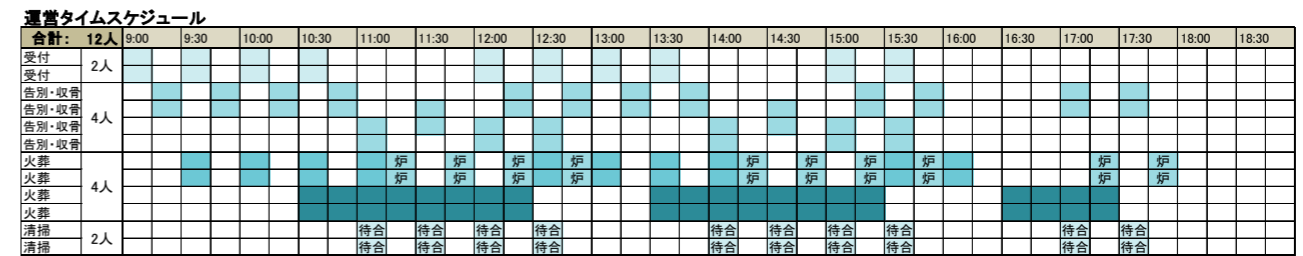 運営タイムスケジュール
合計： 12人 9:00 9:30 10:00 10:30 11:00 11:30 12:00 12:30 13:00 13:30 14:00 14:30 15:00 15:30 16:00 16:30 17:00 17:30 18:00 18:30
受付
2人
受付
告別・収骨
告別・収骨
4人
告別・収骨
告別・収骨
火葬 炉 炉 炉 炉 炉 炉 炉 炉 炉 炉
火葬 炉 炉 炉 炉 炉 炉 炉 炉 炉 炉
4人
火葬
火葬
清掃 待合 待合 待合 待合 待合 待合 待合 待合 待合 待合
2人
清掃 待合 待合 待合 待合 待合 待合 待合 待合 待合 待合